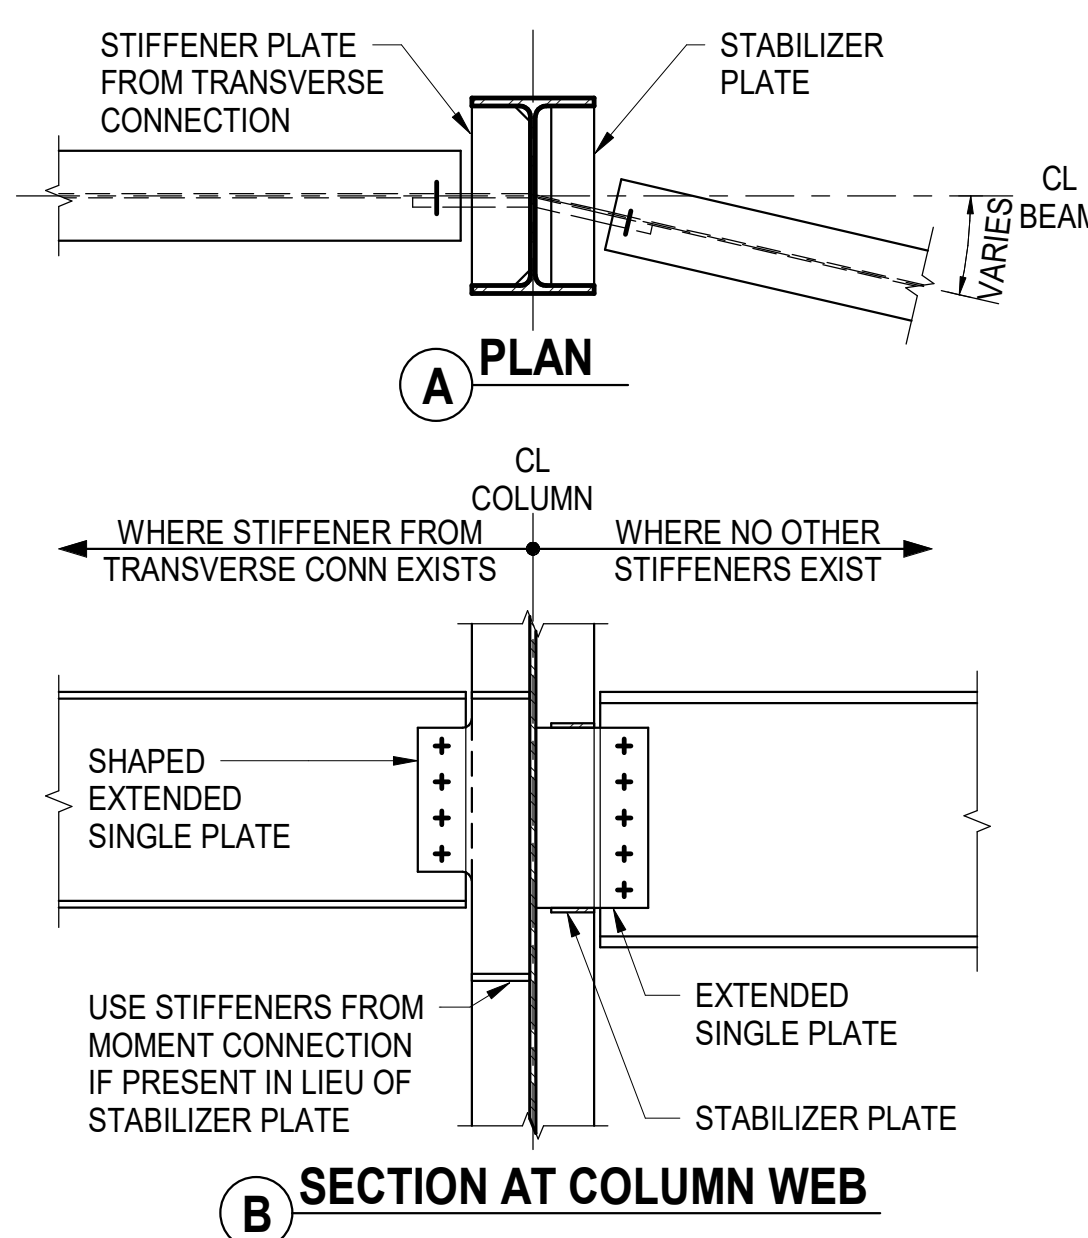 STIFFENER PLATE
FROM TRANSVERSE
CONNECTION
STABILIZER
PLATE
CL
BEAM
VARIES
A
PLAN
CL
COLUMN
WHERE STIFFENER FROM
TRANSVERSE CONN EXISTS
WHERE NO OTHER
STIFFENERS EXIST
SHAPED
EXTENDED
SINGLE PLATE
USE STIFFENERS FROM
MOMENT CONNECTION
IF PRESENT IN LIEU OF
STABILIZER PLATE
EXTENDED
SINGLE PLATE
STABILIZER PLATE
B
SECTION AT COLUMN WEB